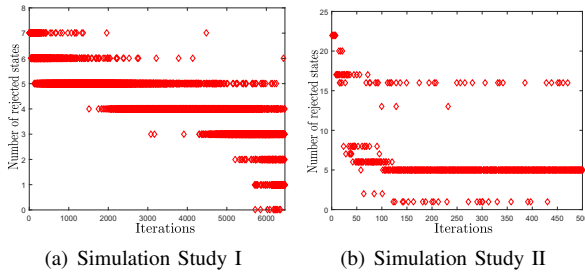 Number of rejected states
8
7
6
5
4
3
2
1
0
0 1000 2000 3000 4000 5000 6000
Iterations
(a) Simulation Study I
Number of rejected states
25
20
15
10
5
0
0 50 100 150 200 250 300 350 400 450 500
Iterations
(b) Simulation Study II